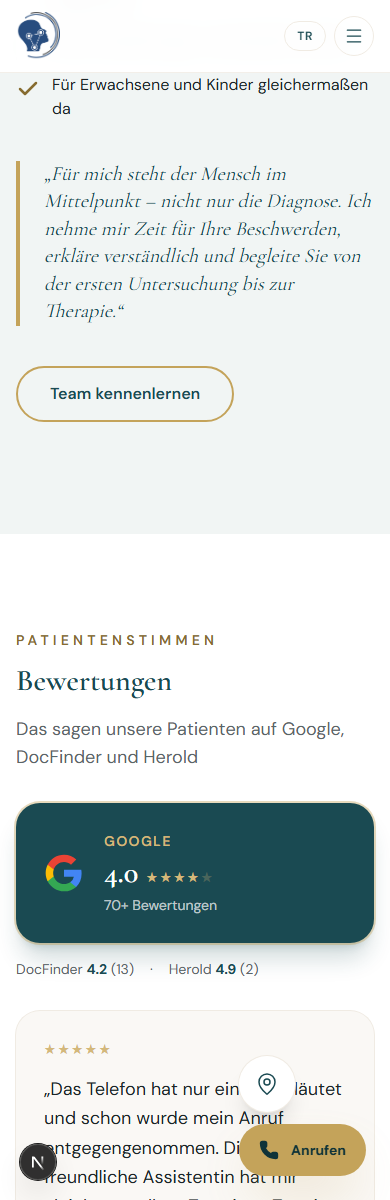 TR
Für Erwachsene und Kinder gleichermaßen
da
„Für mich steht der Mensch im
Mittelpunkt – nicht nur die Diagnose. Ich
nehme mir Zeit für Ihre Beschwerden,
erkläre verständlich und begleite Sie von
der ersten Untersuchung bis zur
Therapie.“
Team kennenlernen
PATIENTENSTIMMEN
Bewertungen
Das sagen unsere Patienten auf Google,
DocFinder und Herold
GOOGLE
4.0 ★★★★★
70+ Bewertungen
DocFinder 4.2 (13) · Herold 4.9 (2)
★★★★★
„Das Telefon hat nur ein läutet
und schon wurde mein Anruf
entgegengenommen.
freundliche Assistentin hat mir
Anrufen
N